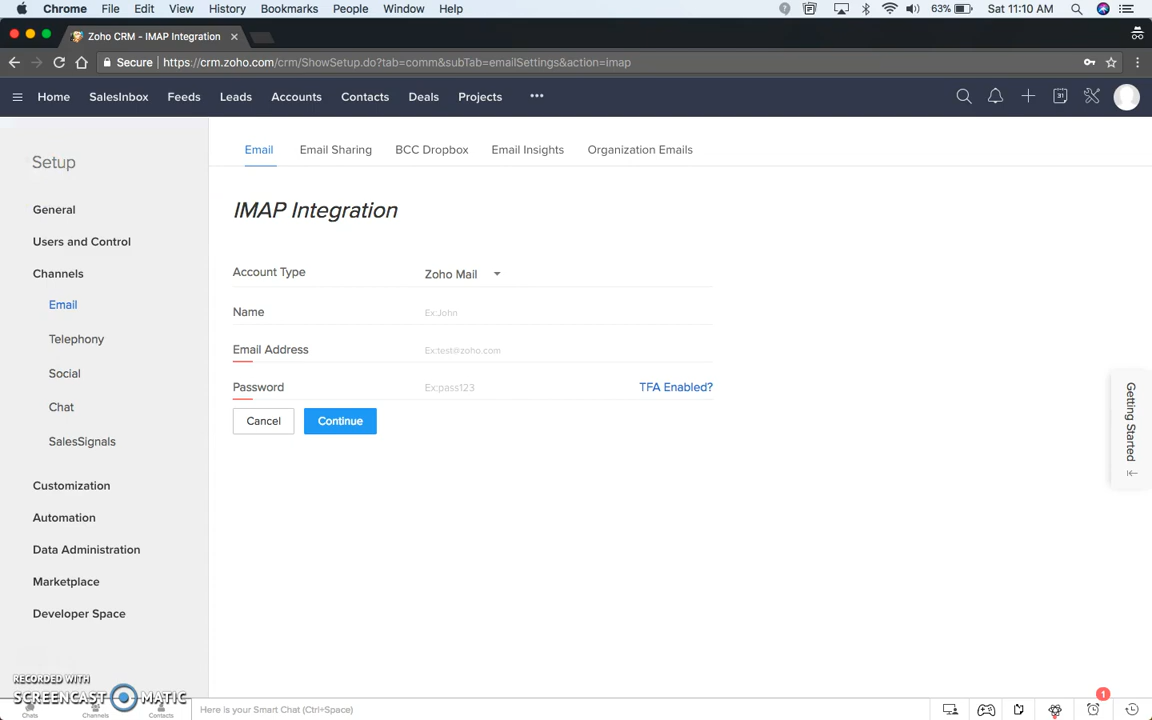 Chrome File Edit View History Bookmarks People Window Help 63% Sat 11:10 AM
Zoho CRM - IMAP Integration
Secure https://crm.zoho.com/crm/ShowSetup.do?tab=comm&subTab=emailSettings&action=imap
Home SalesInbox Feeds Leads Accounts Contacts Deals Projects ••• 31
Setup
General
Users and Control
Channels
Email
Telephony
Social
Chat
SalesSignals
Customization
Automation
Data Administration
Marketplace
Developer Space
Email Email Sharing BCC Dropbox Email Insights Organization Emails
IMAP Integration
Account Type Zoho Mail
Name Ex:John
Email Address Ex:test@zoho.com
Password Ex:pass123 TFA Enabled?
Cancel Continue
Getting Started
RECORDED WITH
SCREENCAST MATIC
Chats Channels Contacts
Here is your Smart Chat (Ctrl+Space)
1